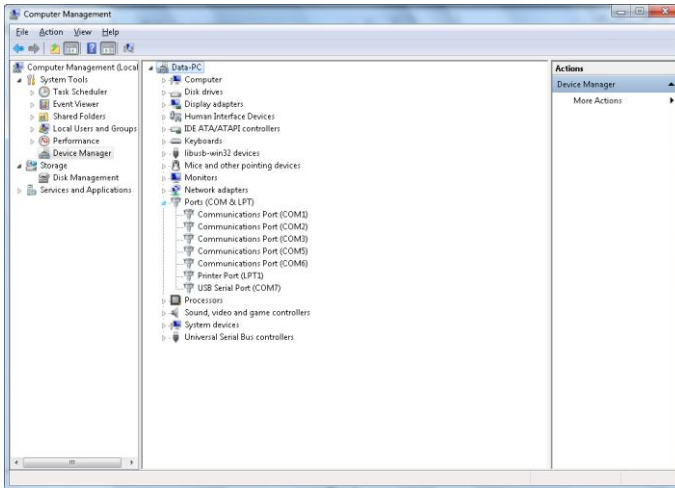 Computer Management
File Action View Help
Computer Management (Local
System Tools
Task Scheduler
Event Viewer
Shared Folders
Local Users and Groups
Performance
Device Manager
Storage
Disk Management
Services and Applications
Data-PC
Computer
Disk drives
Display adapters
Human Interface Devices
IDE ATA/ATAPI controllers
Keyboards
libusb-win32 devices
Mice and other pointing devices
Monitors
Network adapters
Ports (COM & LPT)
Communications Port (COM1)
Communications Port (COM2)
Communications Port (COM3)
Communications Port (COM5)
Communications Port (COM6)
Printer Port (LPT1)
USB Serial Port (COM7)
Processors
Sound, video and game controllers
System devices
Universal Serial Bus controllers
Actions
Device Manager
More Actions